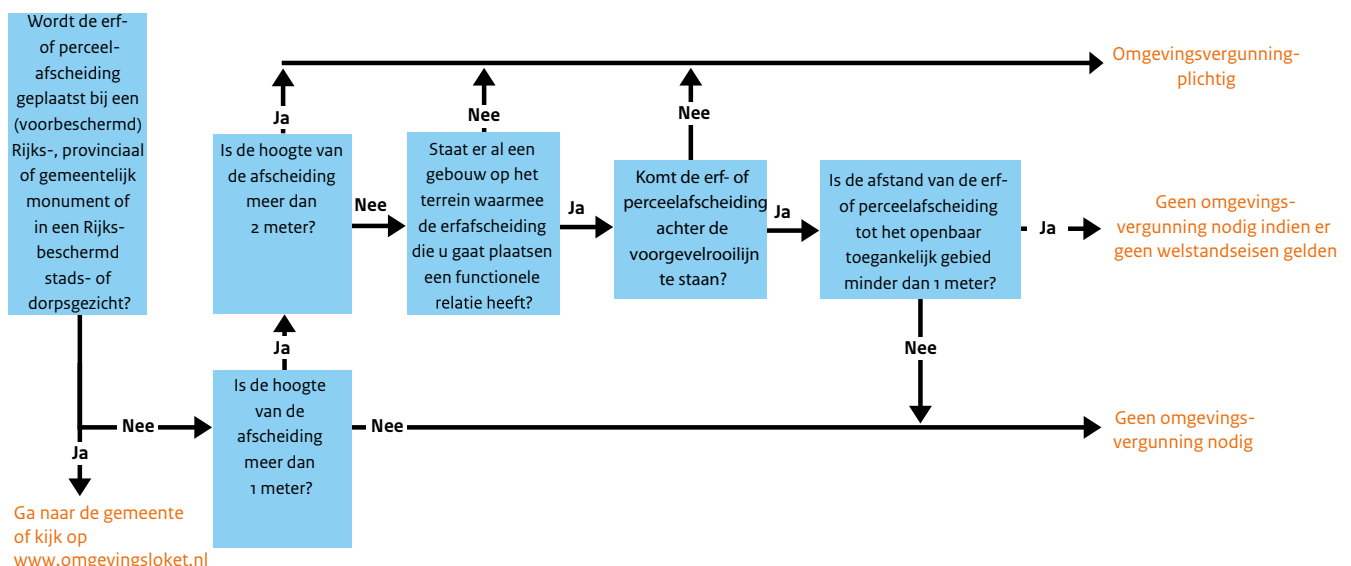 Wordt de erf-
of perceel-
afscheiding
geplaatst bij een
(voorbeschermd)
Rijks-, provinciaal
of gemeentelijk
monument of
in een Rijks-
beschermd
stads- of
dorpsgezicht?
Nee
Ja
Ga naar de gemeente
of kijk op
www.omgevingsloket.nl
Is de hoogte
van de
afscheiding
meer dan
1 meter?
Ja
Nee
Is de hoogte van
de afscheiding
meer dan
2 meter?
Ja
Nee
Staat er al een
gebouw op het
terrein waarmee
de erfafscheiding
die u gaat plaatsen
een functionele
relatie heeft?
Nee
Ja
Komt de erf- of
perceelafscheiding
achter de
voorgevelrooilijn
te staan?
Nee
Ja
Is de afstand van de erf-
of perceelafscheiding
tot het openbaar
toegankelijk gebied
minder dan 1 meter?
Ja
Nee
Omgevingsvergunning-
plichtig
Geen omgevings-
vergunning nodig indien er
geen welstandseisen gelden
Geen omgevings-
vergunning nodig